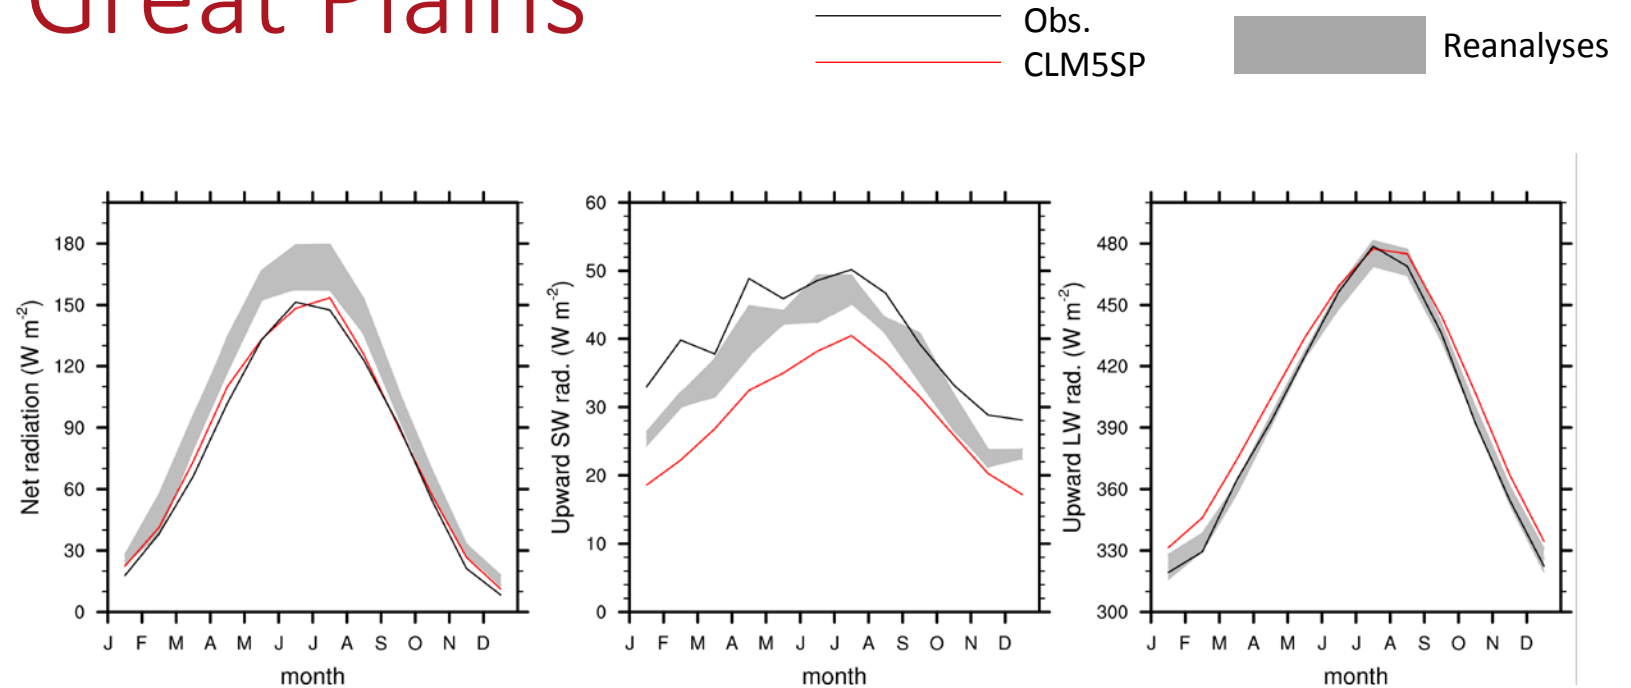 Great Plains
Obs.
CLM5SP
Reanalyses
Net radiation (W m-2)
180
150
120
90
60
30
0
J F M A M J J A S O N D
month
Upward SW rad. (W m-2)
60
50
40
30
20
10
0
J F M A M J J A S O N D
month
Upward LW rad. (W m-2)
480
450
420
390
360
330
300
J F M A M J J A S O N D
month